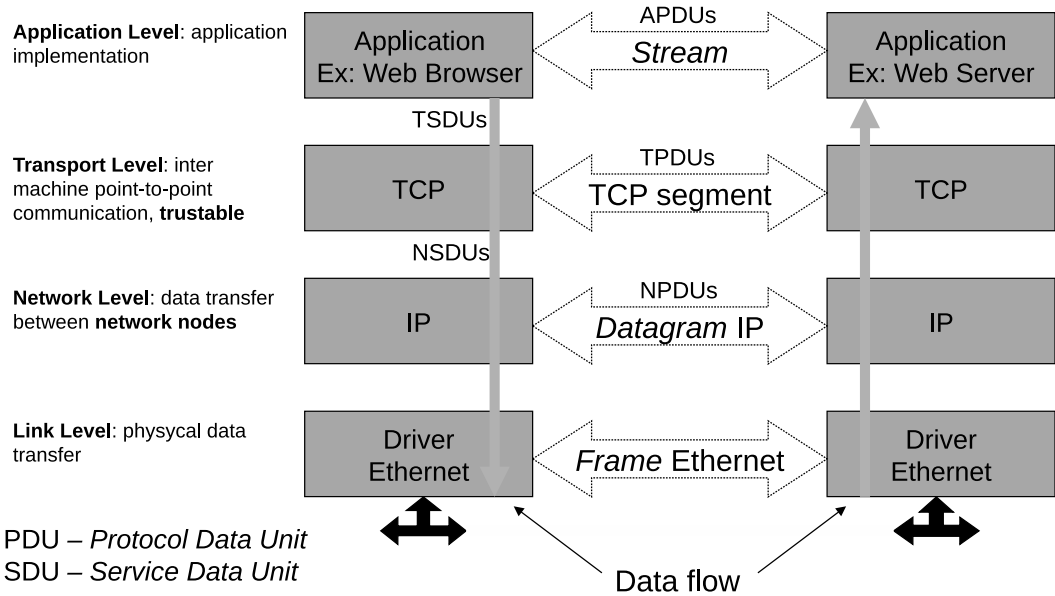 Application Level: application
implementation
Application
Ex: Web Browser
APDUs
Stream
Application
Ex: Web Server
TSDUs
Transport Level: inter
machine point-to-point
communication, trustable
TCP
TPDUs
TCP segment
TCP
NSDUs
Network Level: data transfer
between network nodes
IP
NPDUs
Datagram IP
IP
Link Level: physycal data
transfer
Driver
Ethernet
Frame Ethernet
Driver
Ethernet
PDU – Protocol Data Unit
SDU – Service Data Unit
Data flow